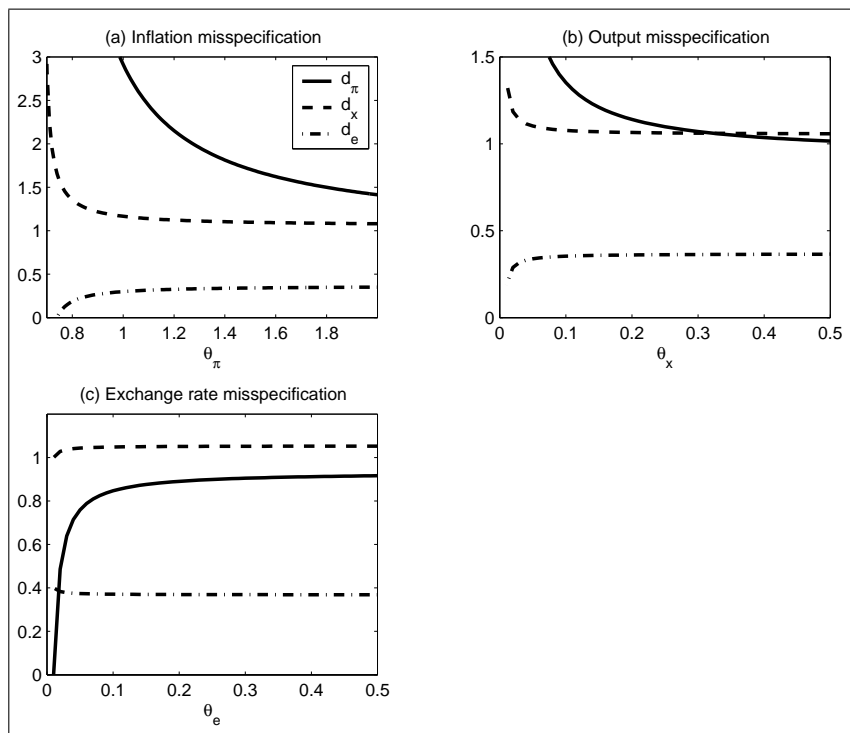 (a) Inflation misspecification
3
2.5
2
1.5
1
0.5
0
0.8 1 1.2 1.4 1.6 1.8
θ_π
d_π
d_x
d_e
(b) Output misspecification
1.5
1
0.5
0
0 0.1 0.2 0.3 0.4 0.5
θ_x
(c) Exchange rate misspecification
1
0.8
0.6
0.4
0.2
0
0 0.1 0.2 0.3 0.4 0.5
θ_e